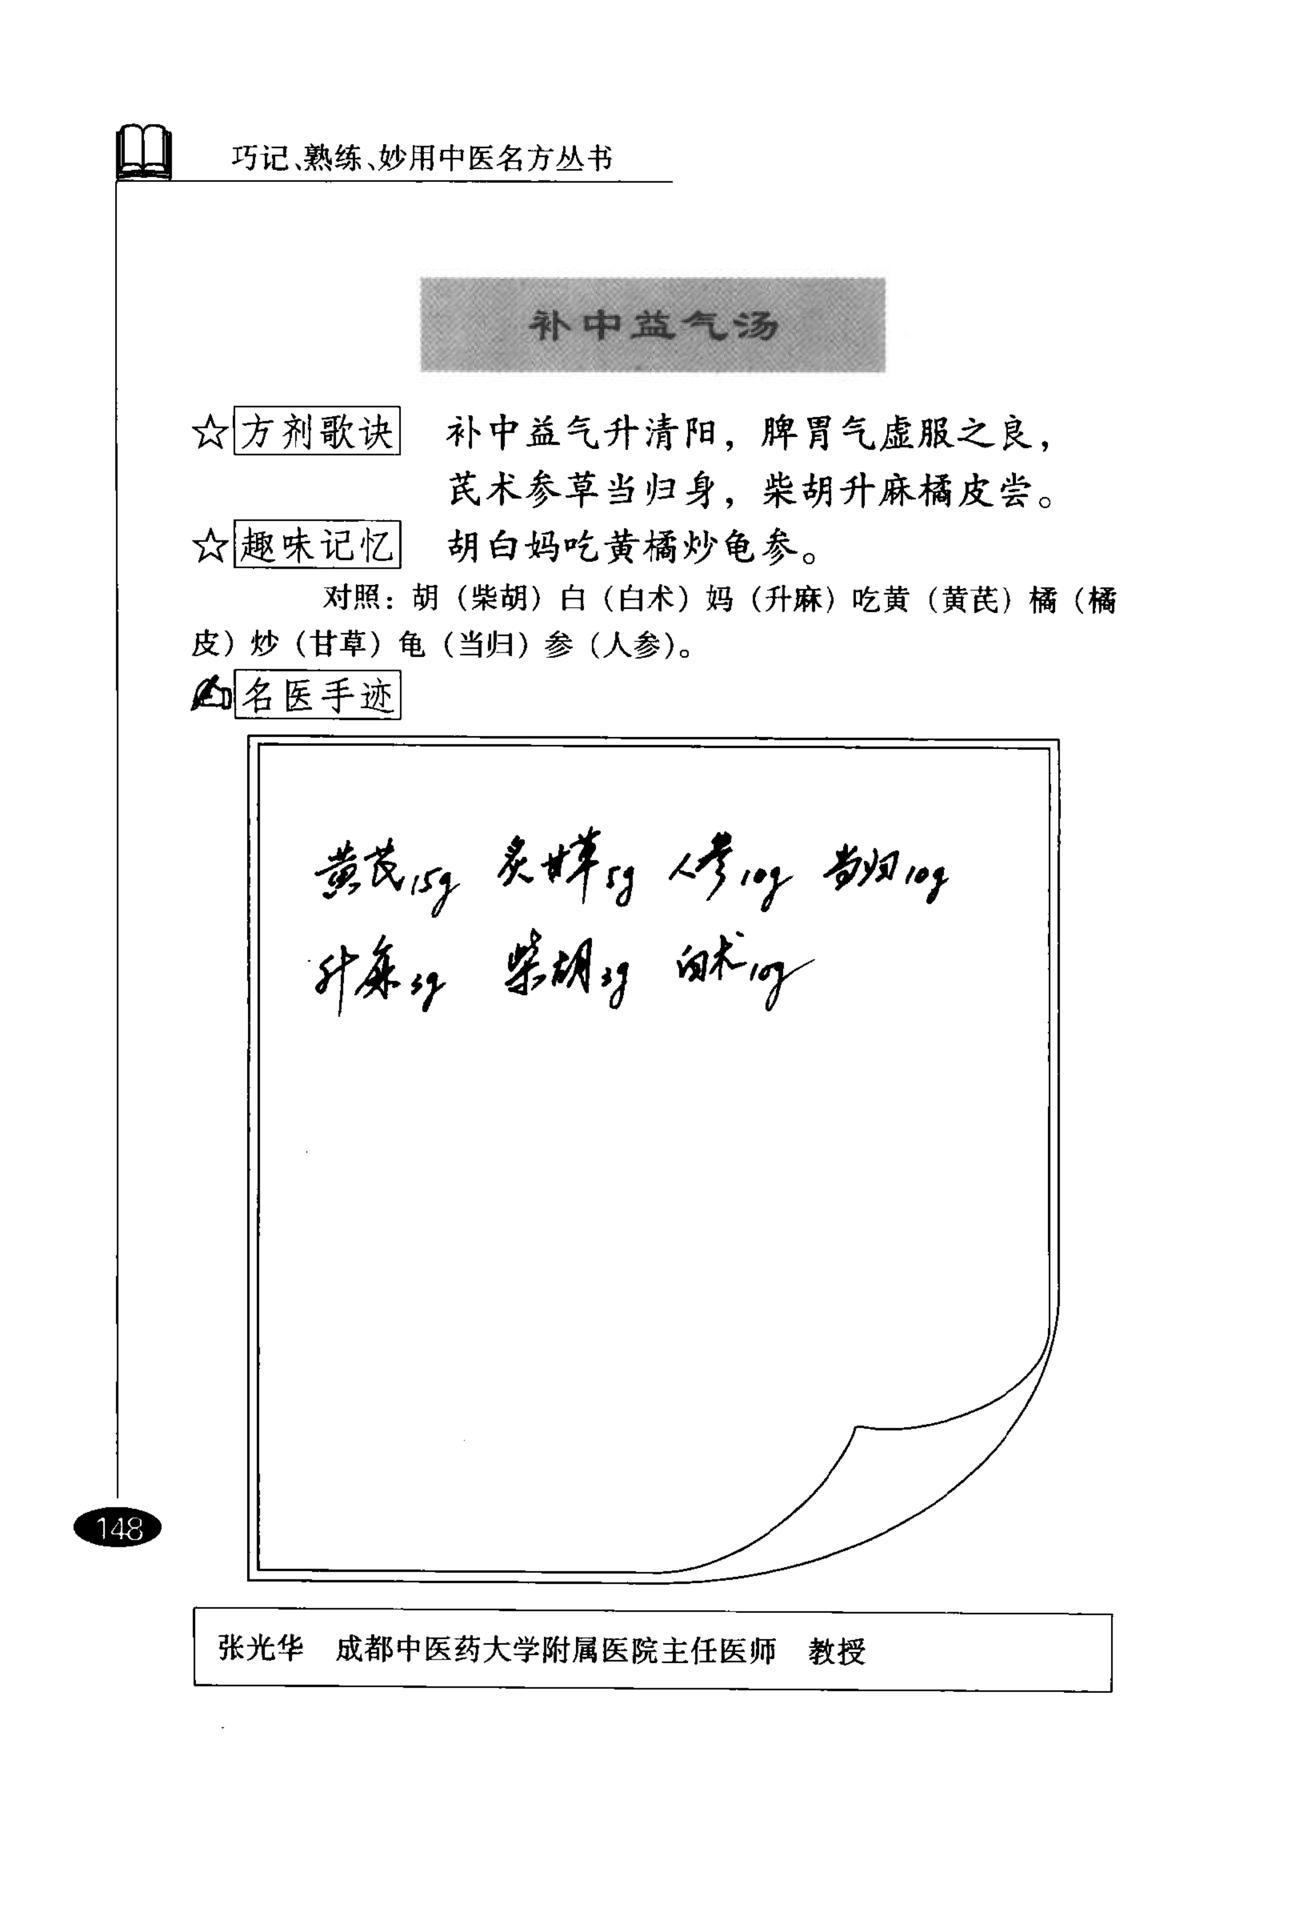 巧记、熟练、妙用中医名方丛书
补中益气汤
☆方剂歌诀 补中益气升清阳，脾胃气虚服之良，
芪术参草当归身，柴胡升麻橘皮尝。
☆趣味记忆 胡白妈吃黄橘炒龟参。
对照：胡（柴胡）白（白术）妈（升麻）吃黄（黄芪）橘（橘
皮）炒（甘草）龟（当归）参（人参）。
名医手迹
黄芪15g 炙甘草5g 人参10g 当归10g
升麻3g 柴胡3g 白术10g
148
张光华 成都中医药大学附属医院主任医师 教授